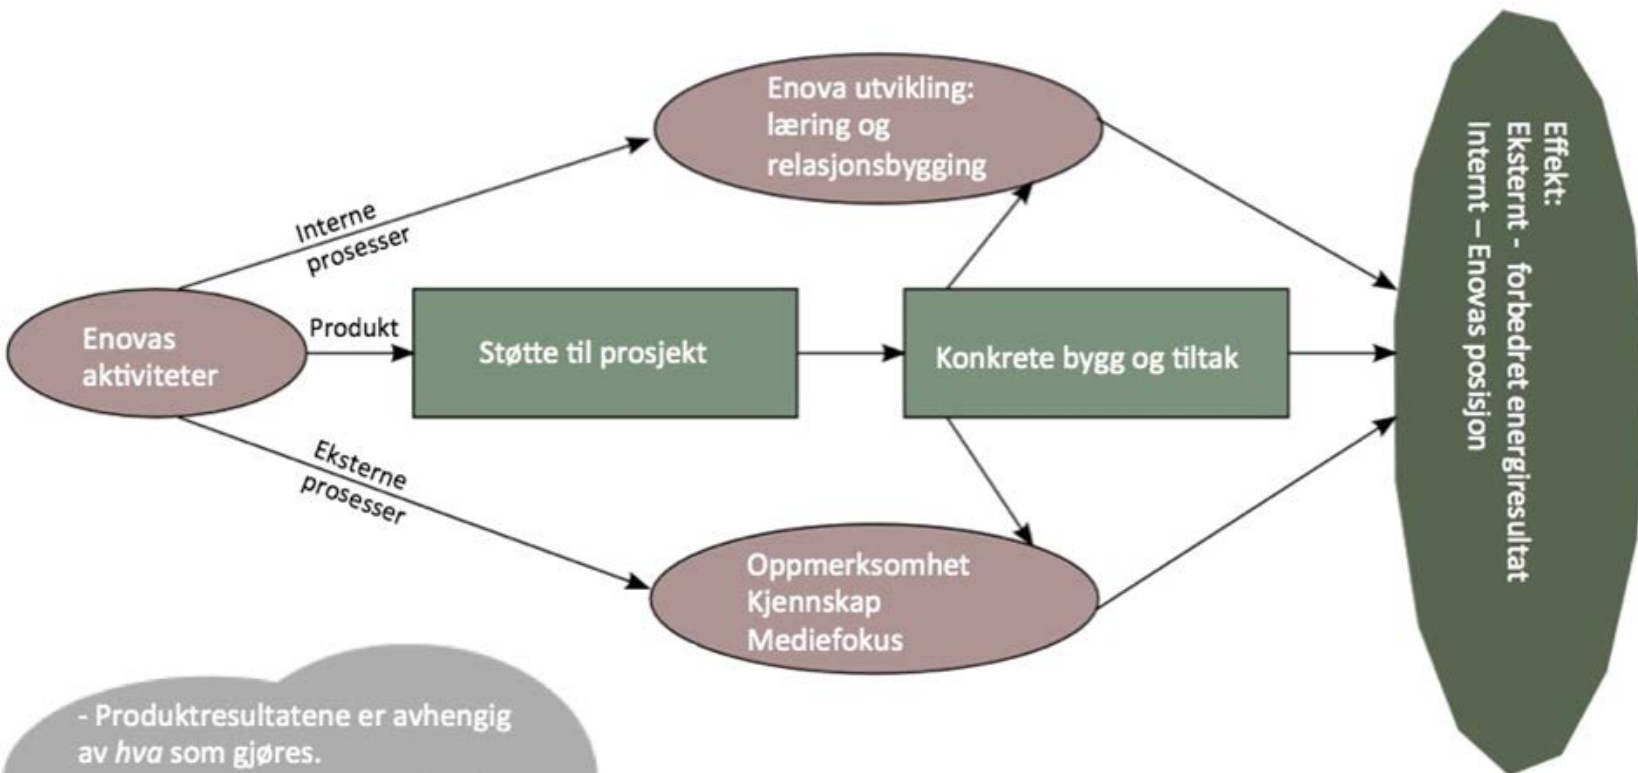 Enova utvikling:
læring og
relasjonsbygging
Interne
prosesser
Enovas
aktiviteter
Produkt
Støtte til prosjekt
Konkrete bygg og tiltak
Eksterne
prosesser
Oppmerksomhet
Kjennskap
Mediefokus
Effekt:
Eksternt - forbedret energiresultat
Internt – Enovas posisjon
- Produktresultatene er avhengig
av hva som gjøres.